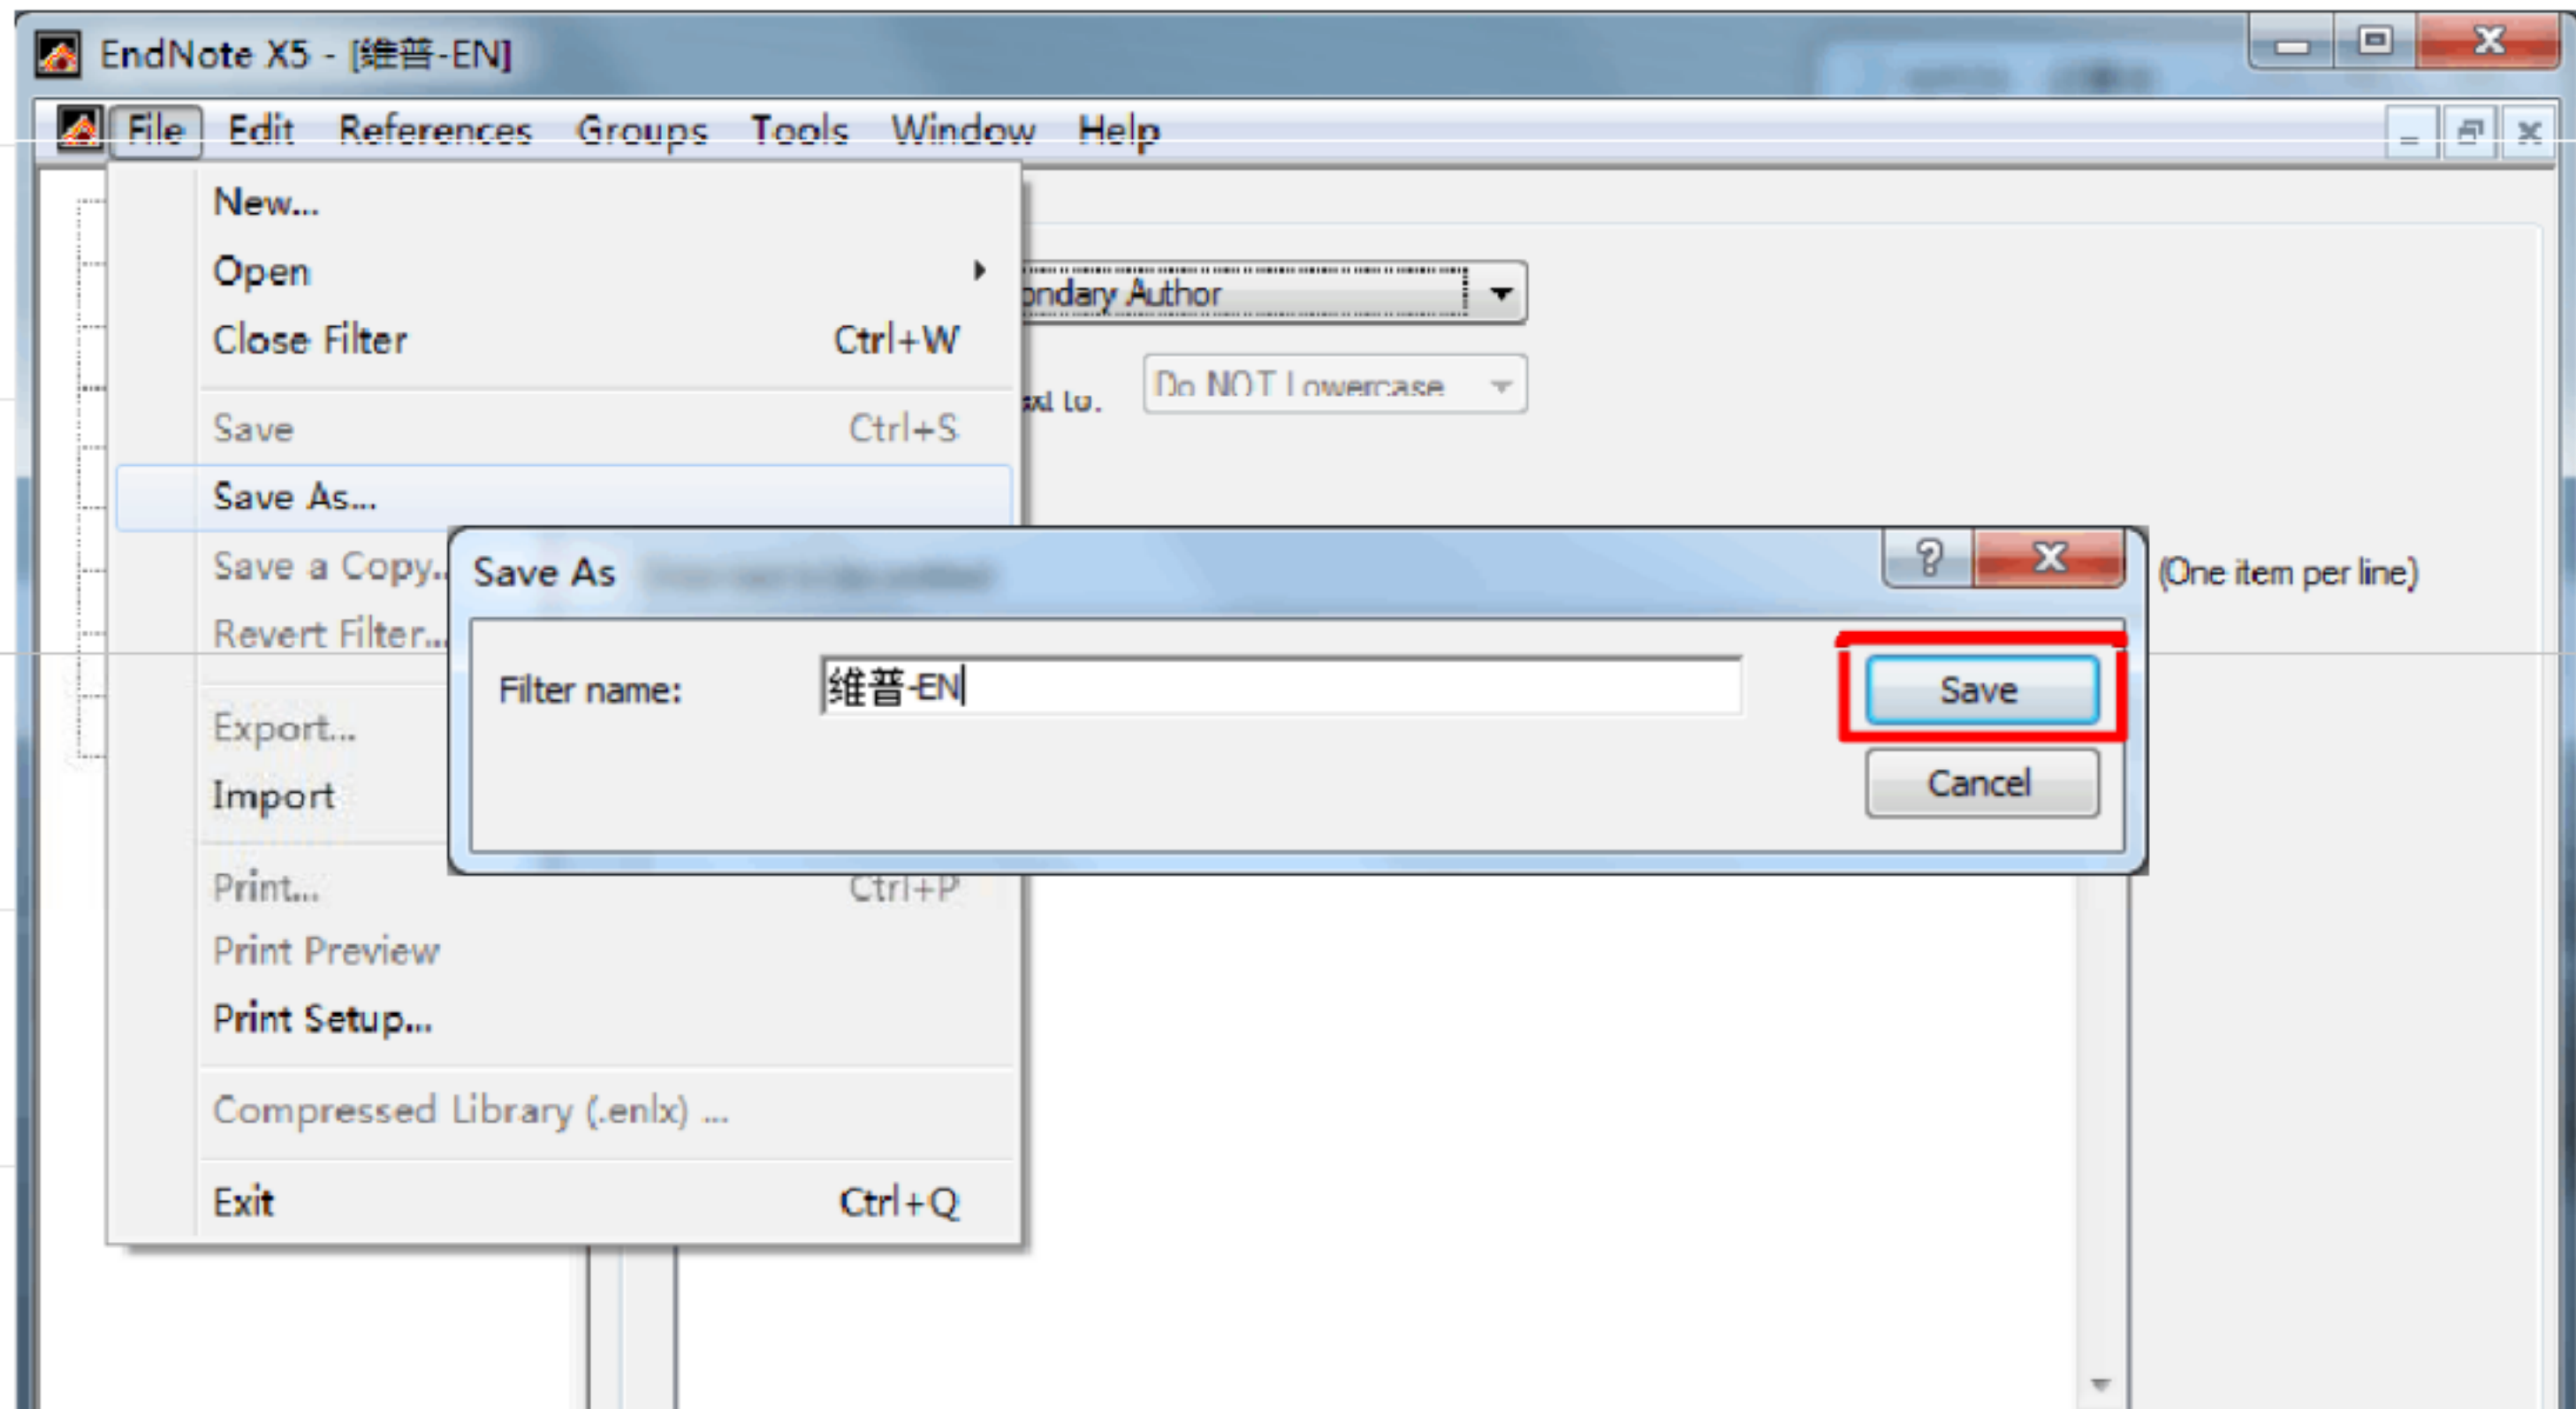 EndNote X5 - [维普-EN]
File Edit References Groups Tools Window Help
New...
Open
ondary Author
Close Filter Ctrl+W
Do NOT Lowercase
Save Ctrl+S
Save As...
Save a Copy..
Save As
(One item per line)
Revert Filter...
Filter name: 维普-EN Save
Export...
Import
Cancel
Print... Ctrl+P
Print Preview
Print Setup...
Compressed Library (.enlx) ...
Exit Ctrl+Q